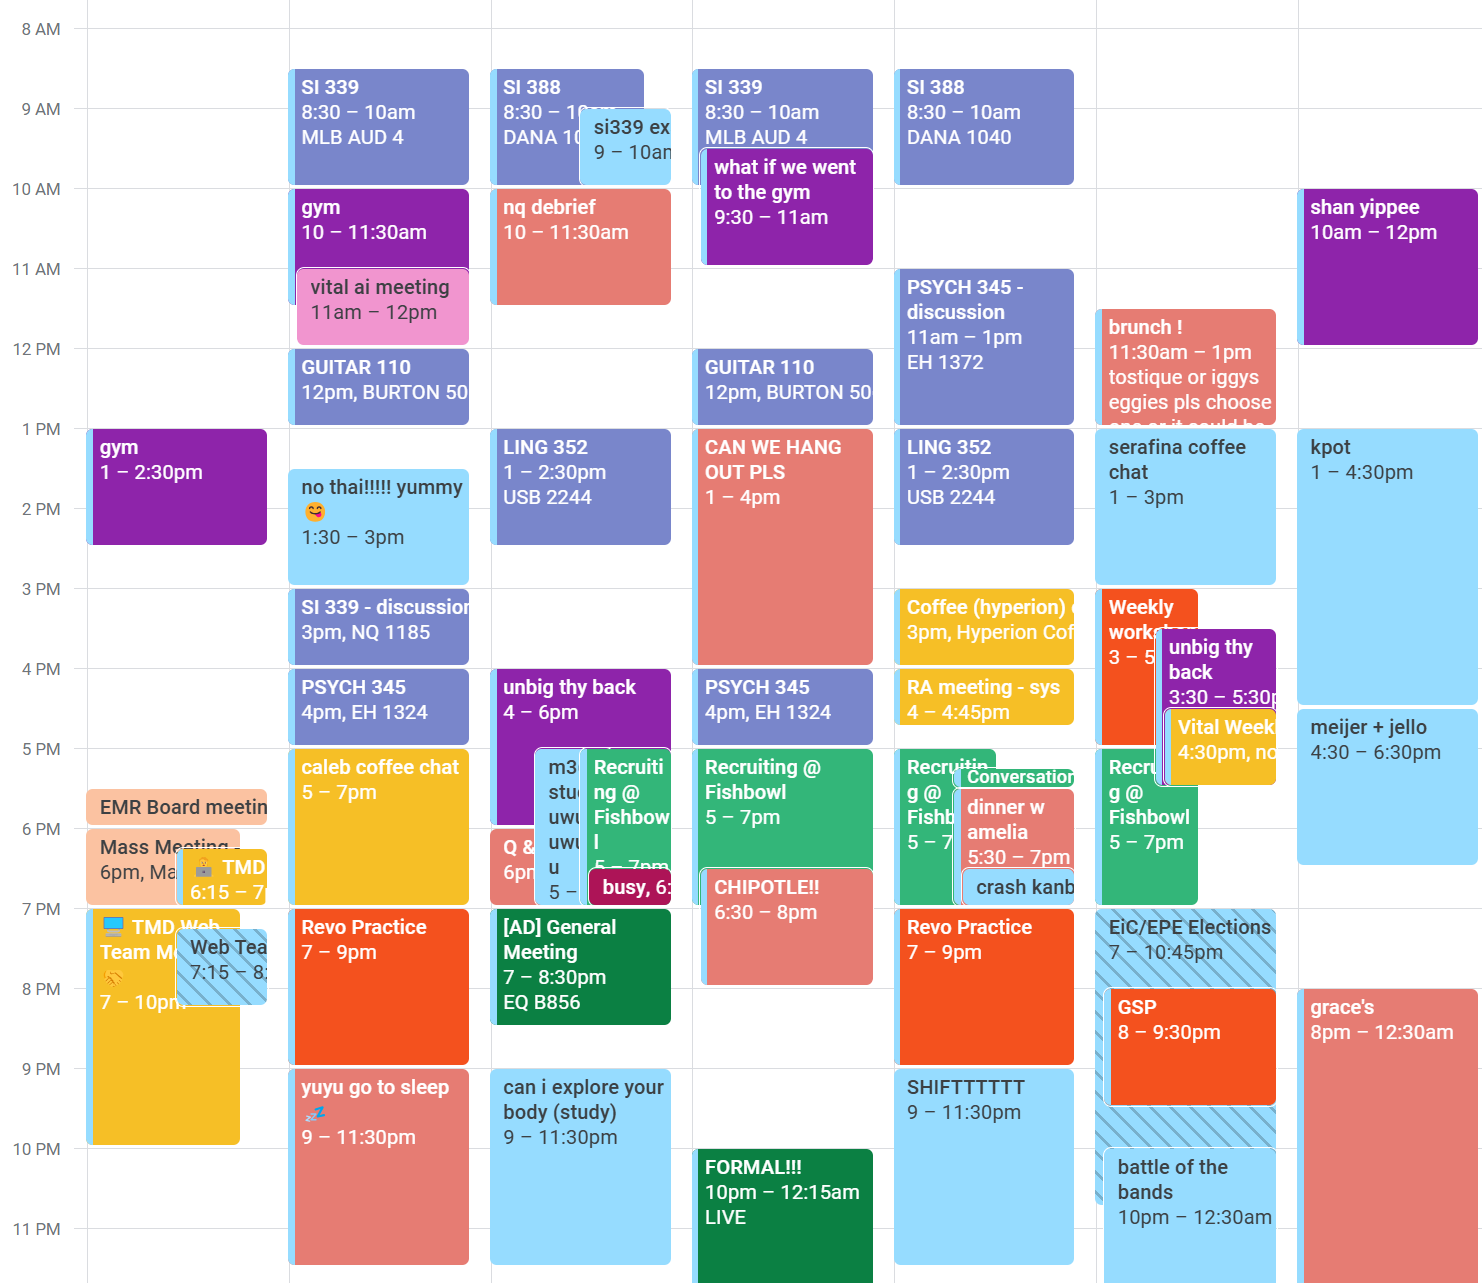 8 AM
9 AM
10 AM
11 AM
12 PM
1 PM
2 PM
3 PM
4 PM
5 PM
6 PM
7 PM
8 PM
9 PM
10 PM
11 PM
gym
1 – 2:30pm
EMR Board meetin
Mass Meeting -
6pm, Ma
TMD
6:15 – 7
TMD Web
Team M
7 – 10pm
Web Tea
7:15 – 8:
SI 339
8:30 – 10am
MLB AUD 4
gym
10 – 11:30am
vital ai meeting
11am – 12pm
GUITAR 110
12pm, BURTON 50
no thai!!!!! yummy
😋
1:30 – 3pm
SI 339 - discussion
3pm, NQ 1185
PSYCH 345
4pm, EH 1324
caleb coffee chat
5 – 7pm
Revo Practice
7 – 9pm
yuyu go to sleep
💤
9 – 11:30pm
SI 388
8:30 – 10am
DANA 10
si339 ex
9 – 10am
nq debrief
10 – 11:30am
LING 352
1 – 2:30pm
USB 2244
unbig thy back
4 – 6pm
Q &
6pm
m3
stu
uwu
uwu
u
5 –
Recruiti
ng @
Fishbow
l
5 – 7pm
busy, 6:
[AD] General
Meeting
7 – 8:30pm
EQ B856
can i explore your
body (study)
9 – 11:30pm
SI 339
8:30 – 10am
MLB AUD 4
what if we went
to the gym
9:30 – 11am
GUITAR 110
12pm, BURTON 50
CAN WE HANG
OUT PLS
1 – 4pm
PSYCH 345
4pm, EH 1324
Recruiting @
Fishbowl
5 – 7pm
CHIPOTLE!!
6:30 – 8pm
FORMAL!!!
10pm – 12:15am
LIVE
SI 388
8:30 – 10am
DANA 1040
PSYCH 345 -
discussion
11am – 1pm
EH 1372
LING 352
1 – 2:30pm
USB 2244
Coffee (hyperion)
3pm, Hyperion Cof
RA meeting - sys
4 – 4:45pm
Recruitin
g @
Fishb
5 – 7
Conversation
dinner w
amelia
5:30 – 7pm
crash kanb
Revo Practice
7 – 9pm
SHIFTTTTTT
9 – 11:30pm
brunch !
11:30am – 1pm
tostique or iggys
eggies pls choose
one or it could be
serafina coffee
chat
1 – 3pm
Weekly
workshop
3 – 5
unbig thy
back
3:30 – 5:30p
Vital Weekl
4:30pm, no
Recru
g @
Fishbowl
5 – 7pm
EiC/EPE Elections
7 – 10:45pm
GSP
8 – 9:30pm
battle of the
bands
10pm – 12:30am
shan yippee
10am – 12pm
kpot
1 – 4:30pm
meijer + jello
4:30 – 6:30pm
grace's
8pm – 12:30am